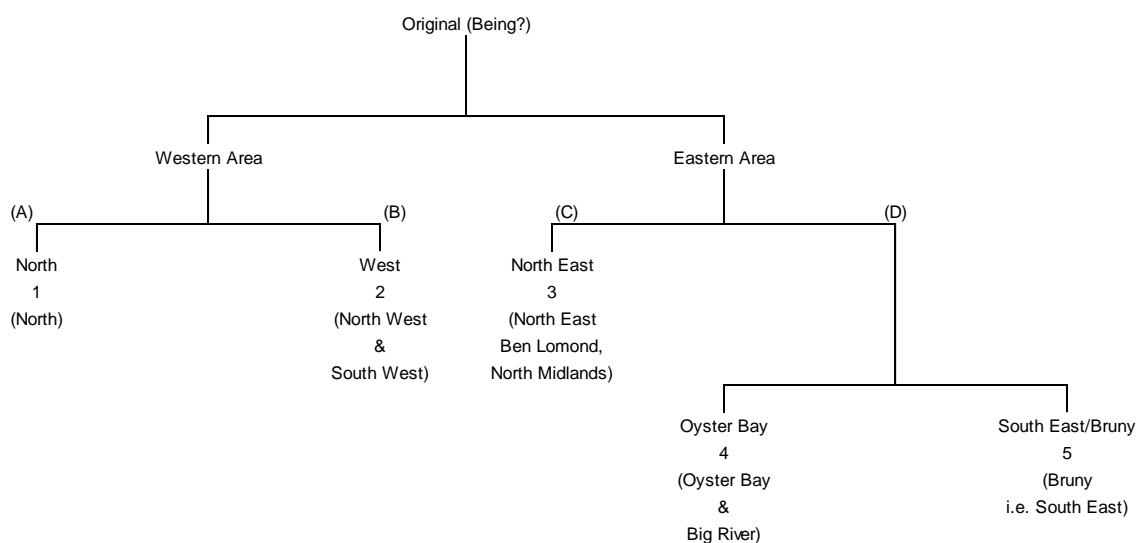 Original (Being?)
Western Area
Eastern Area
(A)
(B)
(C)
(D)
North
1
(North)
West
2
(North West
&
South West)
North East
3
(North East
Ben Lomond,
North Midlands)
Oyster Bay
4
(Oyster Bay
&
Big River)
South East/Bruny
5
(Bruny
i.e. South East)